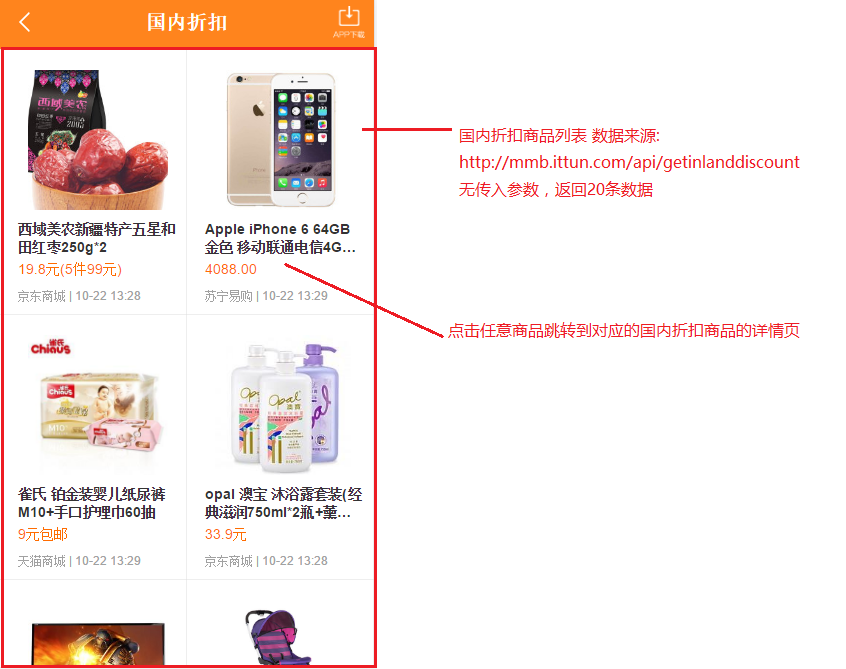 国内折扣
APP下载
西域美农新疆特产五星和
田红枣250g*2
19.8元(5件99元)
京东商城 | 10-22 13:28
Apple iPhone 6 64GB
金色 移动联通电信4G…
4088.00
苏宁易购 | 10-22 13:29
国内折扣商品列表 数据来源:
http://mmb.ittun.com/api/getinlanddiscount
无传入参数，返回20条数据
点击任意商品跳转到对应的国内折扣商品的详情页
雀氏
Chiaus
M10+
Opal
澳寶
雀氏 铂金装婴儿纸尿裤
M10+手口护理巾60抽
9元包邮
天猫商城 | 10-22 13:29
opal 澳宝 沐浴露套装(经
典滋润750ml*2瓶+薰…
33.9元
京东商城 | 10-22 13:28